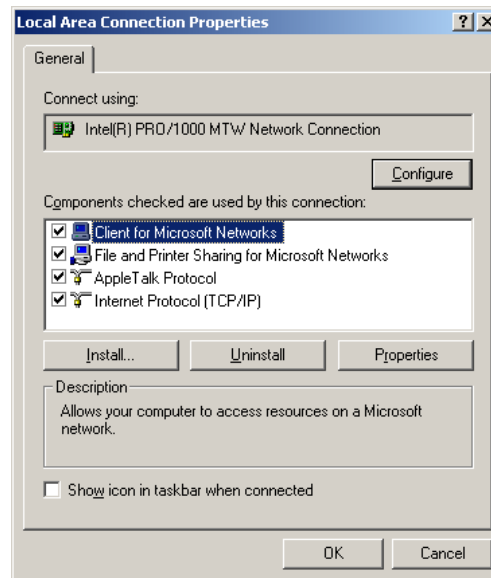 Local Area Connection Properties
General
Connect using:
Intel(R) PRO/1000 MTW Network Connection
Configure
Components checked are used by this connection:
Client for Microsoft Networks
File and Printer Sharing for Microsoft Networks
AppleTalk Protocol
Internet Protocol (TCP/IP)
Install... Uninstall Properties
Description
Allows your computer to access resources on a Microsoft
network.
Show icon in taskbar when connected
OK Cancel